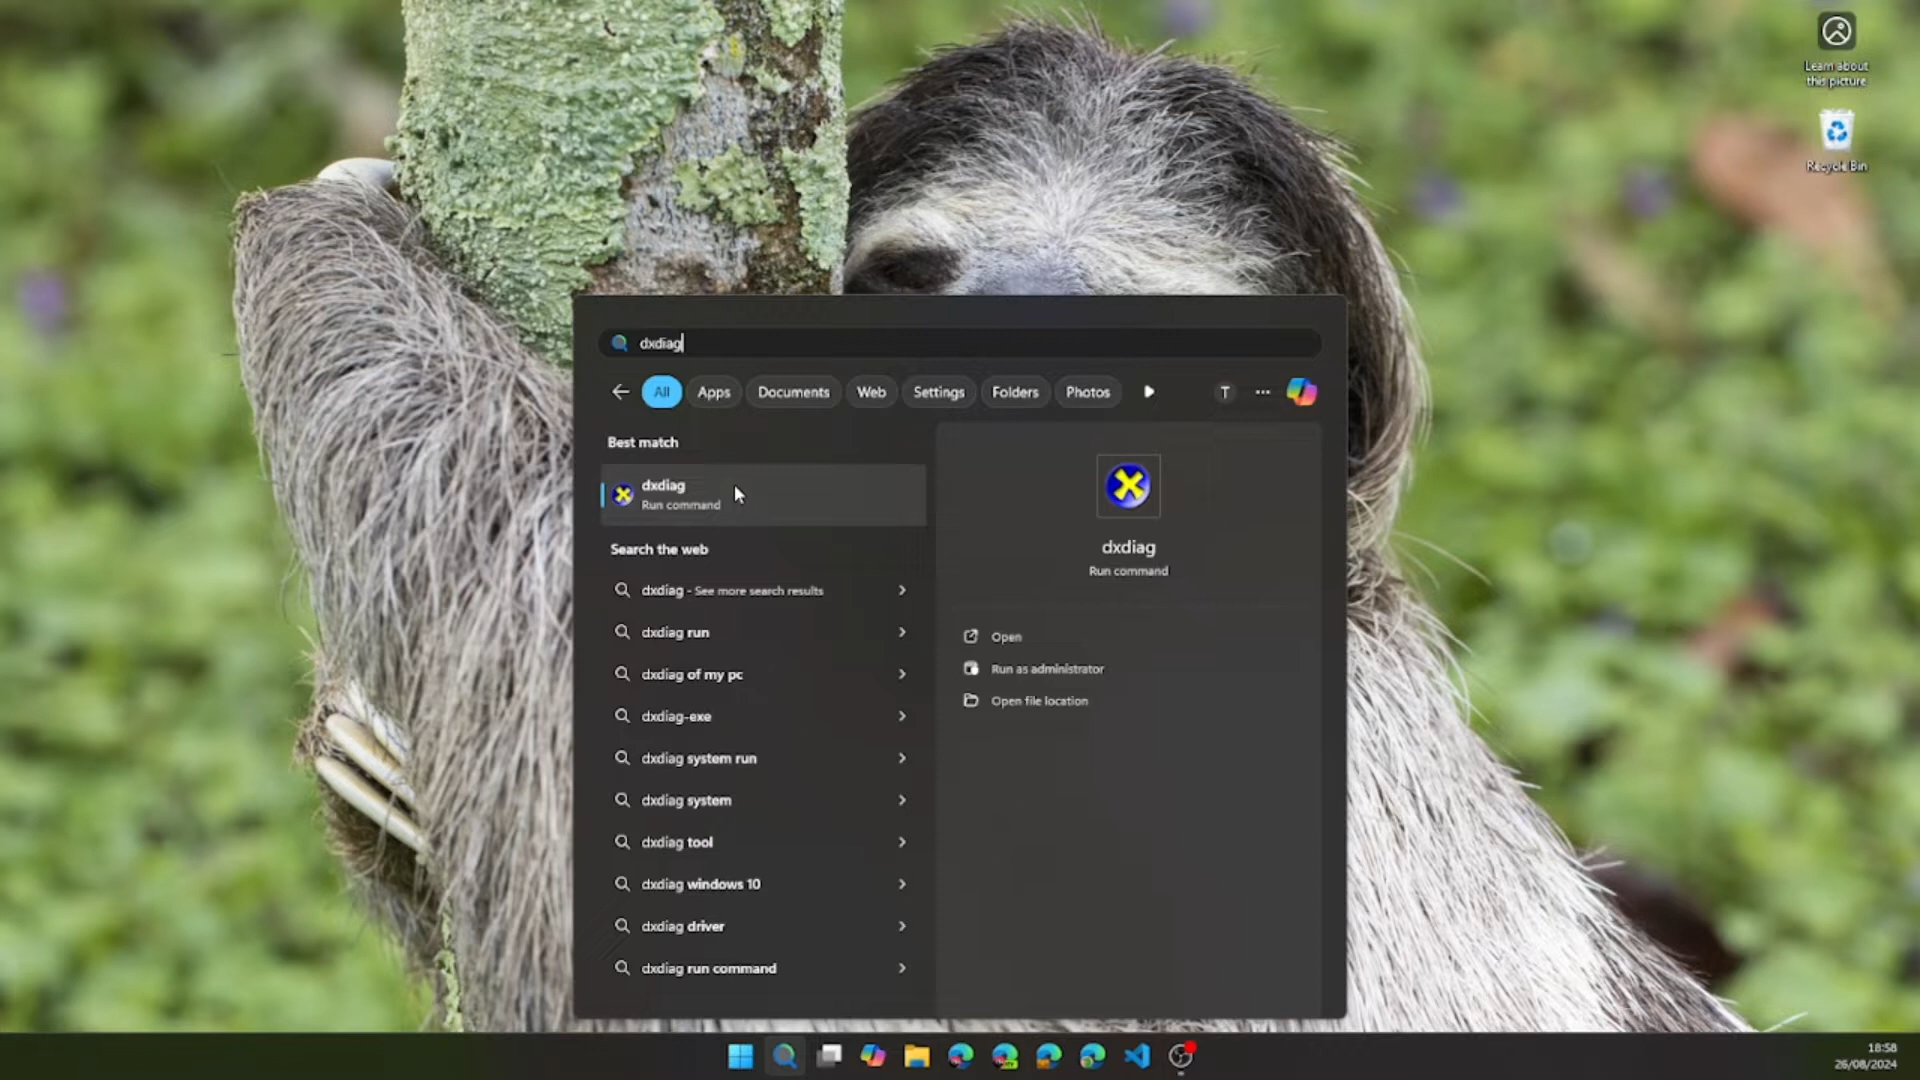 Learn about
this picture
Recycle Bin
dxdiag
All
Apps
Documents
Web
Settings
Folders
Photos
T
Best match
dxdiag
Run command
Search the web
dxdiag - See more search results
dxdiag run
dxdiag of my pc
dxdiag-exe
dxdiag system run
dxdiag system
dxdiag tool
dxdiag windows 10
dxdiag driver
dxdiag run command
dxdiag
Run command
Open
Run as administrator
Open file location
18:58
26/08/2024